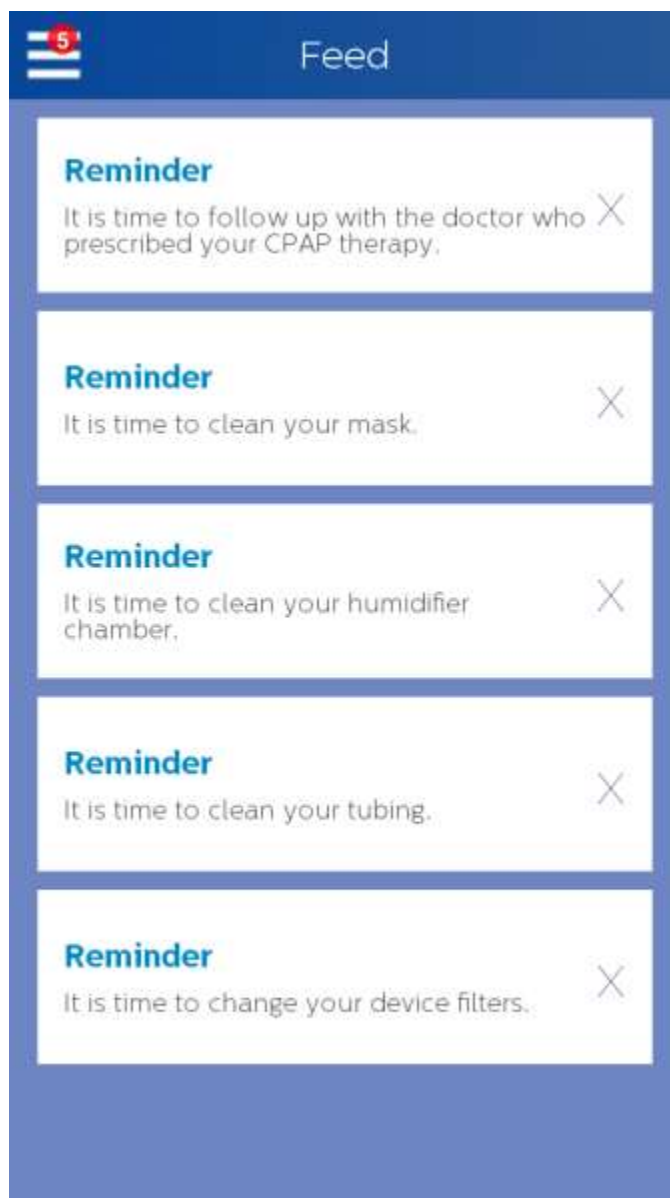 5
Feed
Reminder
It is time to follow up with the doctor who
prescribed your CPAP therapy.
X
Reminder
It is time to clean your mask.
X
Reminder
It is time to clean your humidifier
chamber.
X
Reminder
It is time to clean your tubing.
X
Reminder
It is time to change your device filters.
X